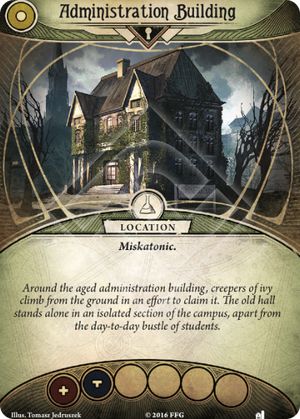 Administration Building
LOCATION
Miskatonic.
Around the aged administration building, creepers of ivy
climb from the ground in an effort to claim it. The old hall
stands alone in an isolated section of the campus, apart from
the day-to-day bustle of students.
Illus. Tomasz Jedruszek
© 2016 FFG